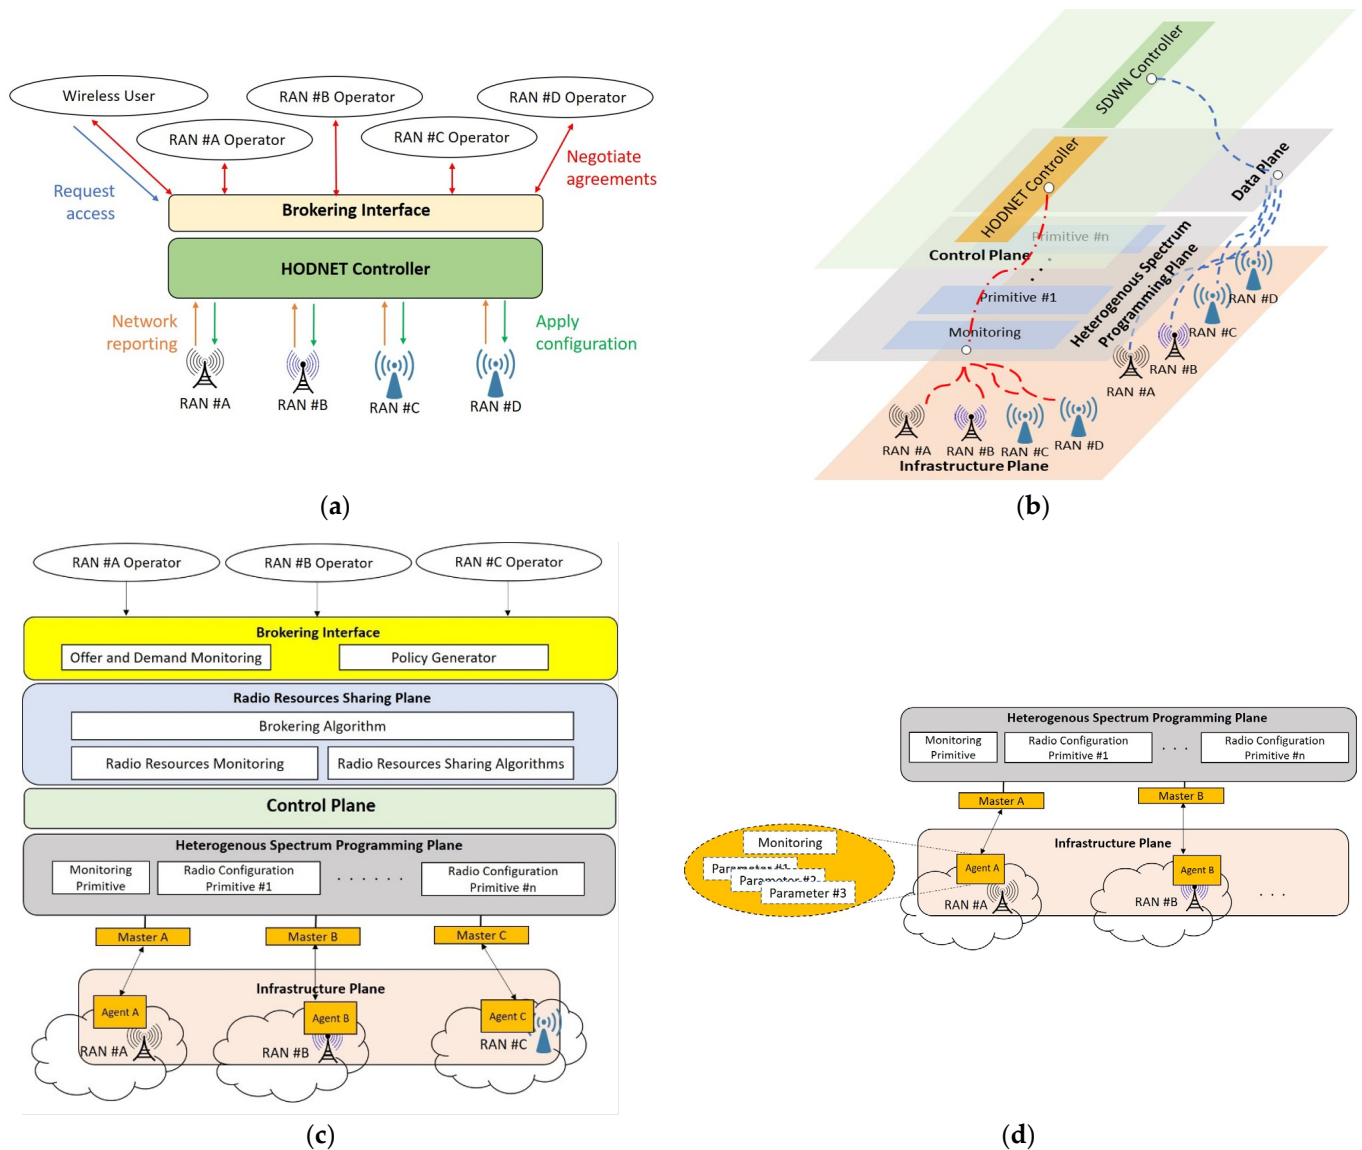 Wireless User
RAN #B Operator
RAN #D Operator
RAN #A Operator
RAN #C Operator
Request
access
Negotiate
agreements
Brokering Interface
HODNET Controller
Network
reporting
Apply
configuration
RAN #A
RAN #B
RAN #C
RAN #D
(a)
SDWN Controller
HODNET Controller
Data Plane
Primitive #n
Control Plane
Heterogenous Spectrum
Programming Plane
Primitive #1
Monitoring
RAN #D
RAN #C
RAN #B
RAN #A
RAN #A
RAN #B
RAN #C
RAN #D
Infrastructure Plane
(b)
RAN #A Operator
RAN #B Operator
RAN #C Operator
Brokering Interface
Offer and Demand Monitoring
Policy Generator
Radio Resources Sharing Plane
Brokering Algorithm
Radio Resources Monitoring
Radio Resources Sharing Algorithms
Control Plane
Heterogenous Spectrum Programming Plane
Monitoring
Primitive
Radio Configuration
Primitive #1
. . . . . .
Radio Configuration
Primitive #n
Master A
Master B
Master C
Infrastructure Plane
Agent A
Agent B
Agent C
RAN #A
RAN #B
RAN #C
(c)
Heterogenous Spectrum Programming Plane
Monitoring
Primitive
Radio Configuration
Primitive #1
. . .
Radio Configuration
Primitive #n
Master A
Master B
Infrastructure Plane
Monitoring
Parameter #1
Parameter #2
Parameter #3
Agent A
Agent B
RAN #A
RAN #B
. . .
(d)